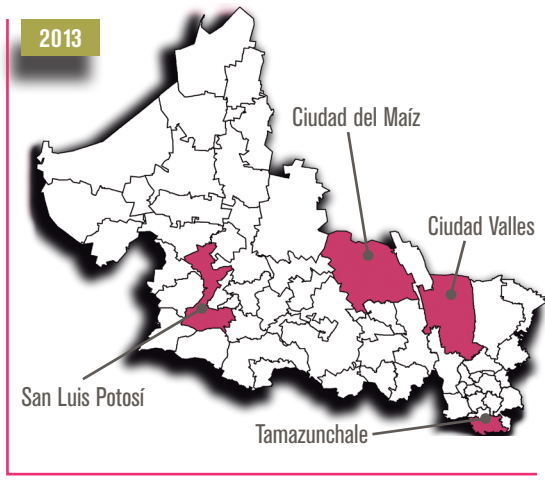 2013
Ciudad del Maíz
Ciudad Valles
San Luis Potosí
Tamazunchale